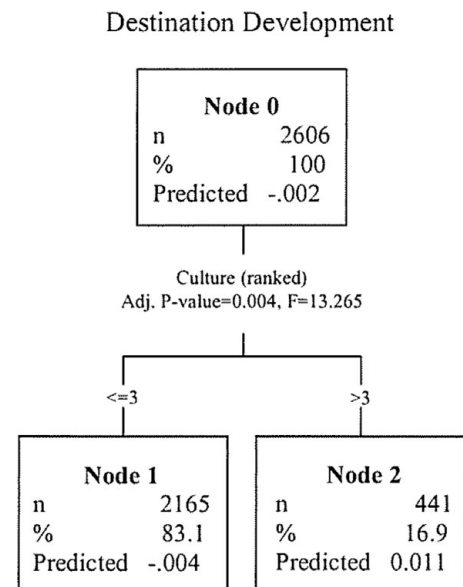 Destination Development
Node 0
n 2606
% 100
Predicted -.002
Culture (ranked)
Adj. P-value=0.004, F=13.265
<=3
>3
Node 1
n 2165
% 83.1
Predicted -.004
Node 2
n 441
% 16.9
Predicted 0.011